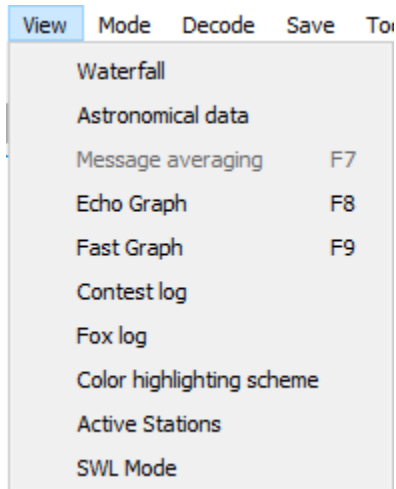 View Mode Decode Save
Waterfall
Astronomical data
Message averaging F7
Echo Graph F8
Fast Graph F9
Contest log
Fox log
Color highlighting scheme
Active Stations
SWL Mode